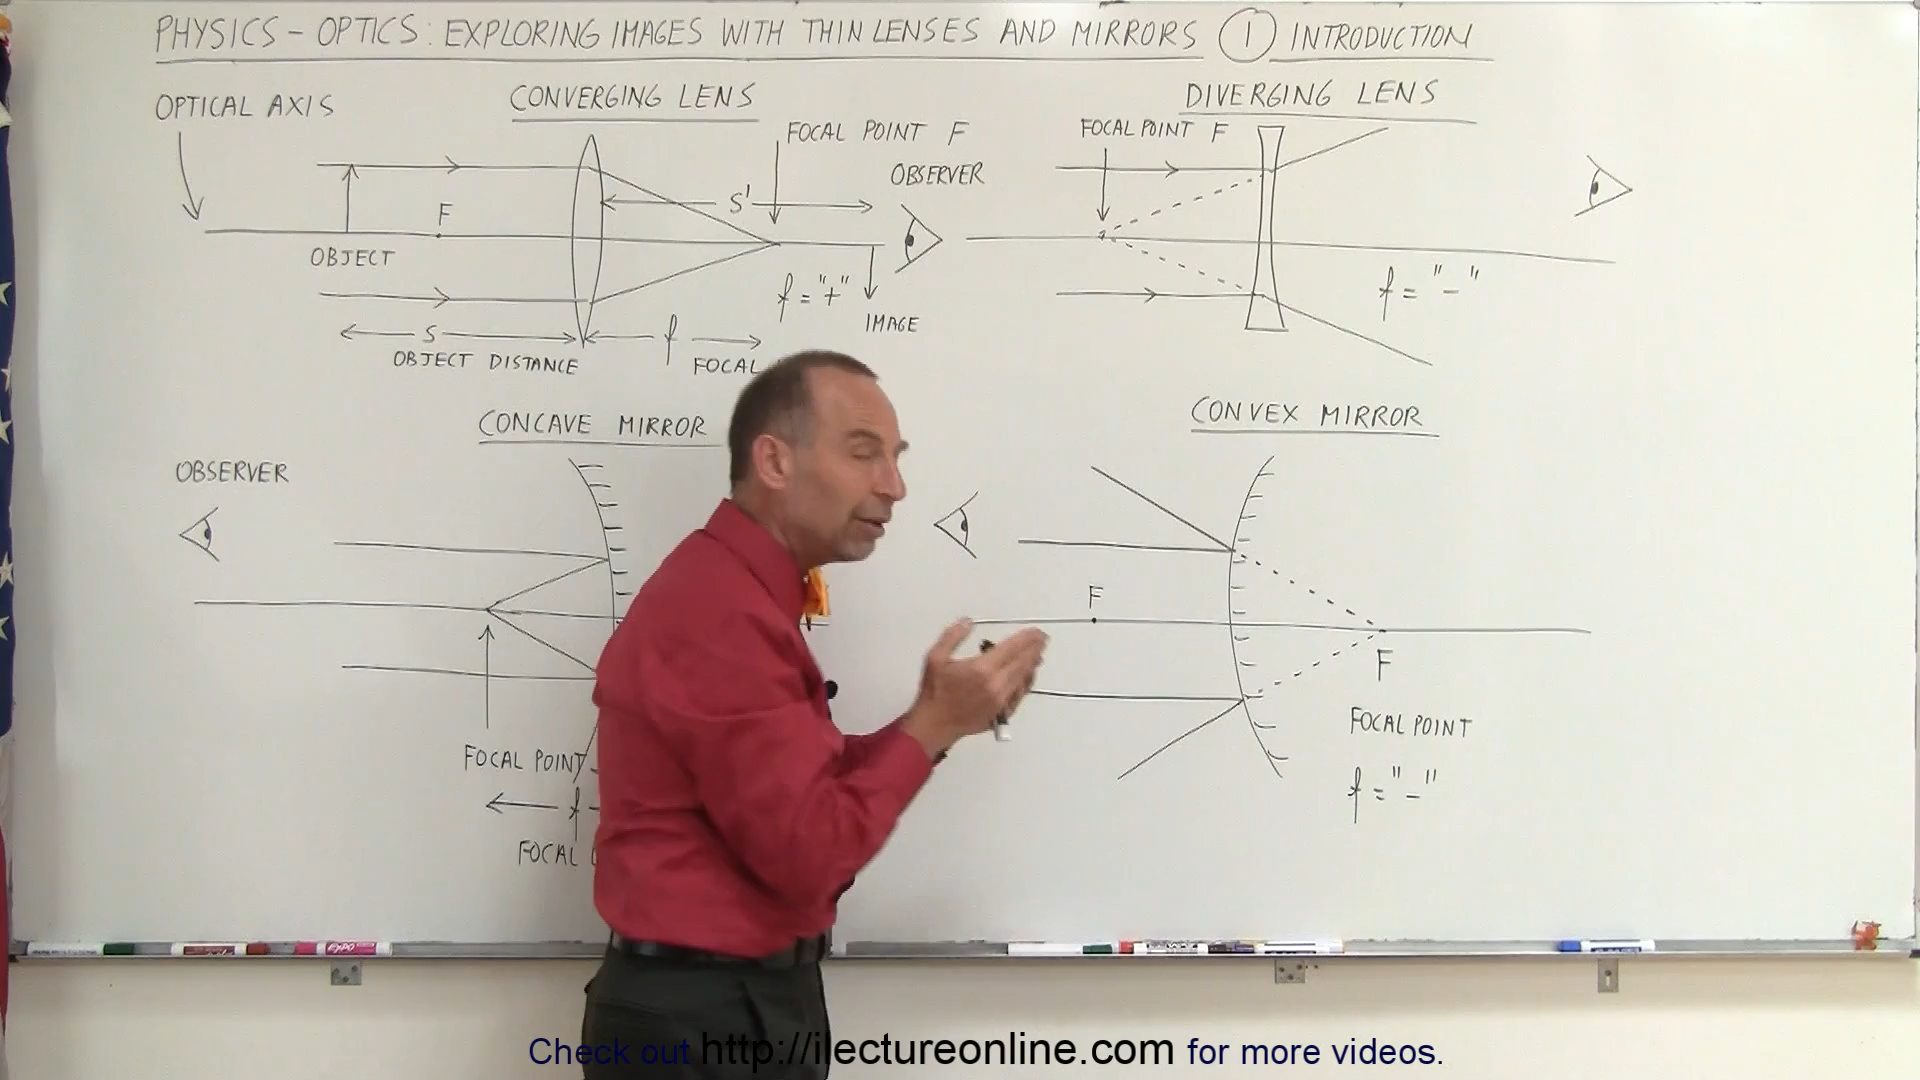 PHYSICS - OPTICS: EXPLORING IMAGES WITH THIN LENSES AND MIRRORS ① INTRODUCTION
OPTICAL AXIS
CONVERGING LENS
FOCAL POINT F
OBSERVER
F
S'
OBJECT
f = "+"
IMAGE
S
f
OBJECT DISTANCE
FOCAL
DIVERGING LENS
FOCAL POINT F
f = "-"
CONCAVE MIRROR
OBSERVER
FOCAL POINT
f
FOCAL
CONVEX MIRROR
F
F
FOCAL POINT
f = "-"
EXPO
Check out http://ilectureonline.com for more videos.